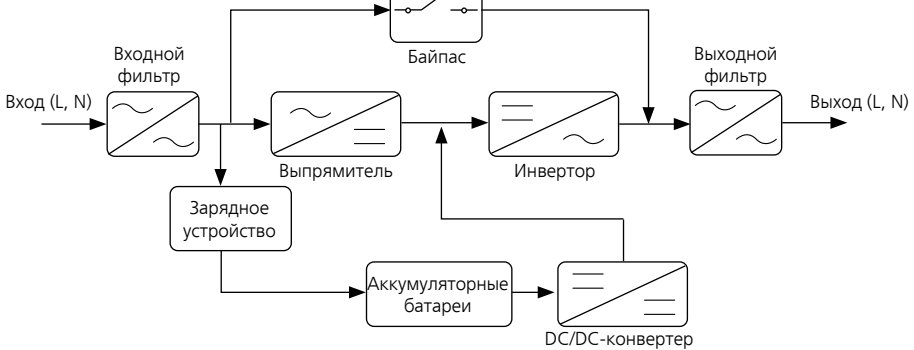 Байпас
Входной
фильтр
Выходной
фильтр
Вход (L, N)
Выход (L, N)
Выпрямитель
Инвертор
Зарядное
устройство
Аккумуляторные
батареи
DC/DC-конвертер